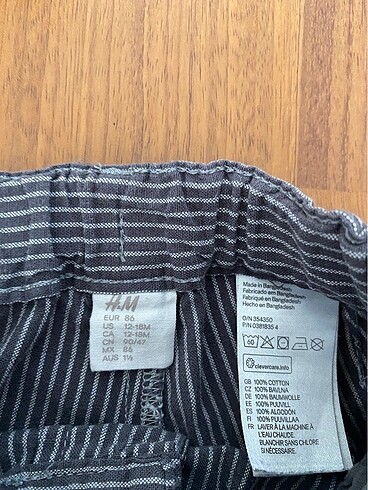 H&M
EUR 86
US 12-18M
CA 12-18M
CN 90/47
MX 86
AUS 1½
Made in Bangladesh
Fabricado em Bangladesh
Fabriqué en Bangladesh
Hecho en Bangladesh
O/N 354350
P/N 0381835 4
60
clevercare.info
GB 100% COTTON
CZ 100% BAVLNA
DE 100% BAUMWOLLE
EE 100% PUUVILL
ES 100% ALGODÓN
FI 100% PUUVILLAA
FR LAVER À LA MACHINE À
L'EAU CHAUDE
BLANCHIR SANS CHLORE
SI NÉCESSAIRE.